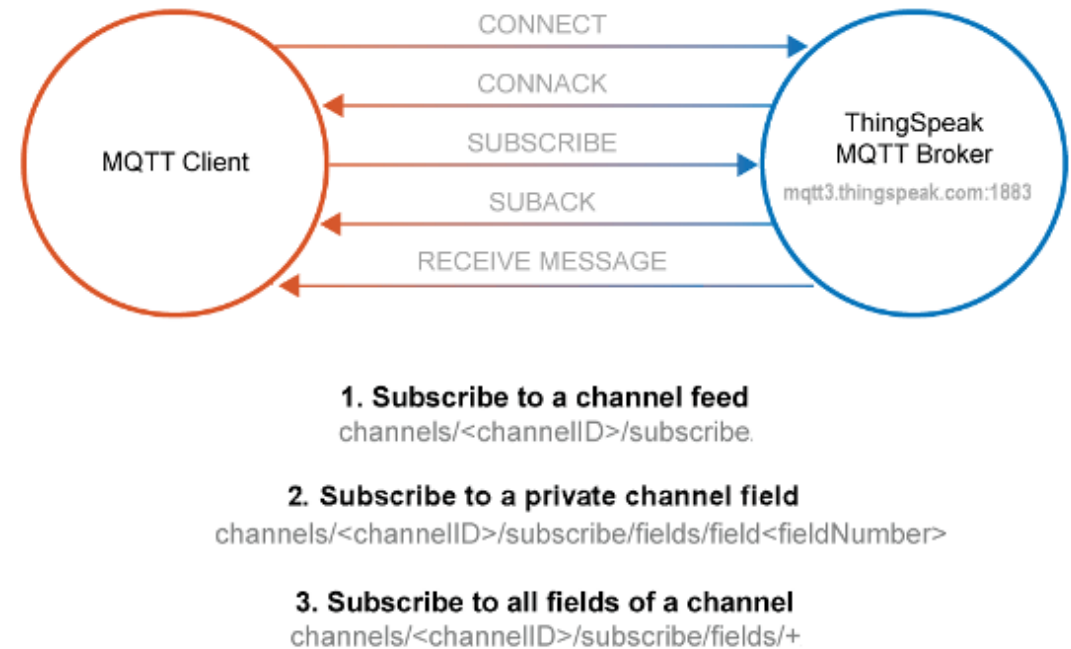 CONNECT
CONNACK
SUBSCRIBE
SUBACK
RECEIVE MESSAGE
MQTT Client
ThingSpeak
MQTT Broker
mqtt3.thingspeak.com:1883
1. Subscribe to a channel feed
channels/<channelID>/subscribe.
2. Subscribe to a private channel field
channels/<channelID>/subscribe/fields/field<fieldNumber>
3. Subscribe to all fields of a channel
channels/<channelID>/subscribe/fields/+